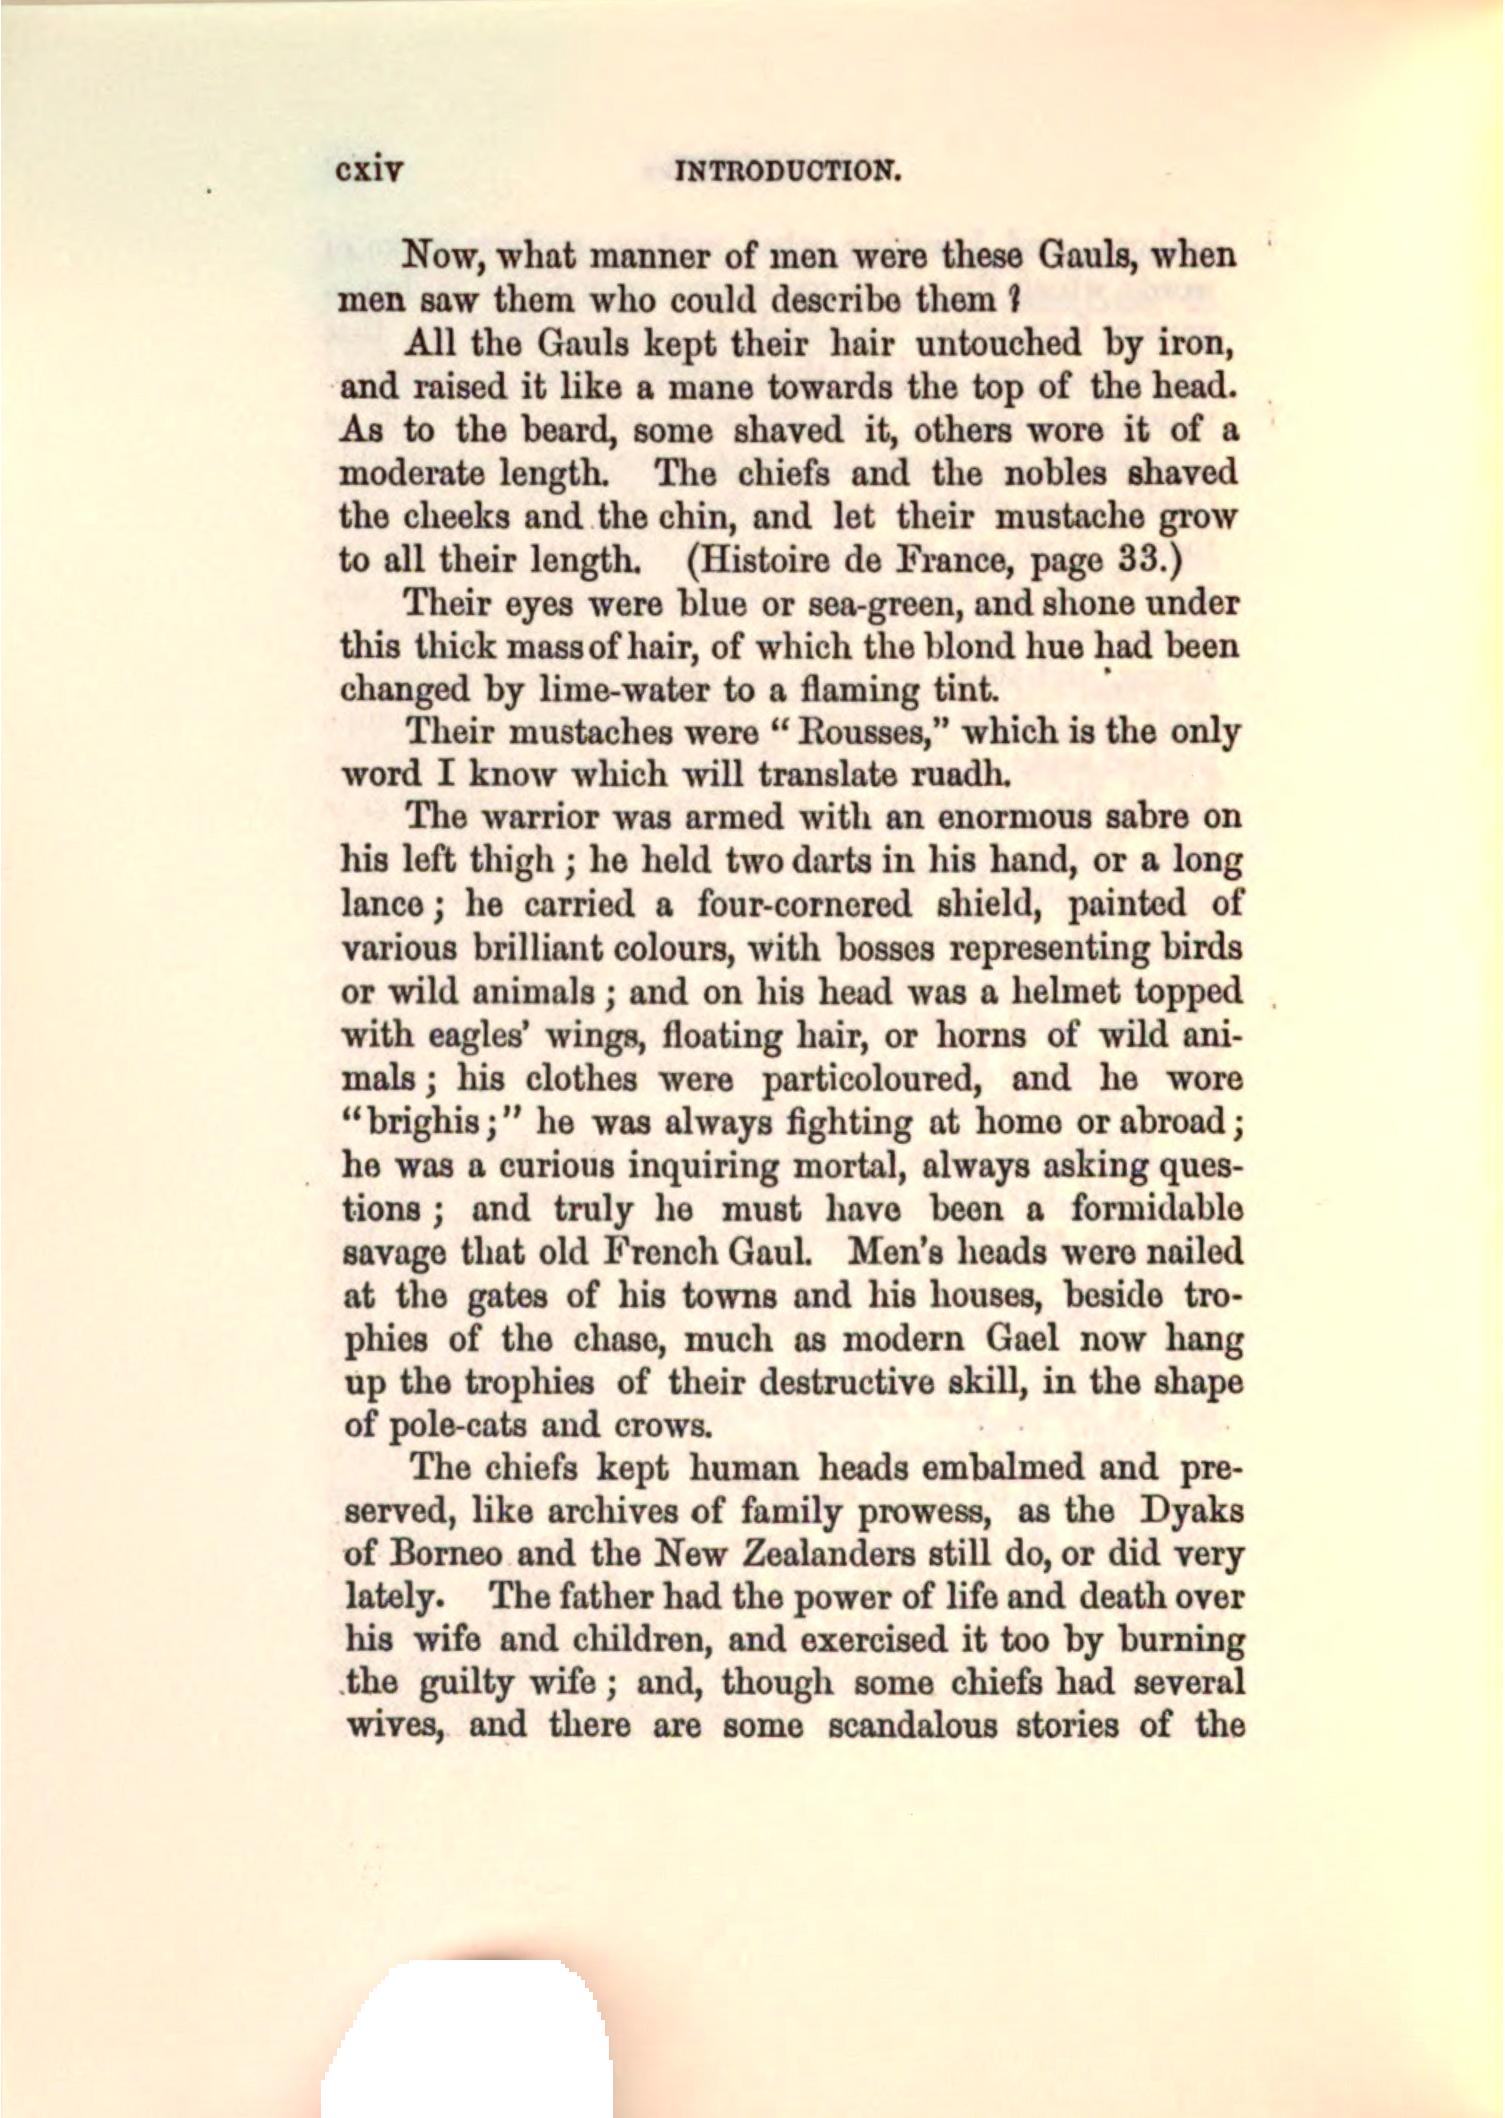 cxiv INTRODUCTION.
Now, what manner of men were these Gauls, when
men saw them who could describe them ?
All the Gauls kept their hair untouched by iron,
and raised it like a mane towards the top of the head.
As to the beard, some shaved it, others wore it of a
moderate length. The chiefs and the nobles shaved
the cheeks and the chin, and let their mustache grow
to all their length. (Histoire de France, page 33.)
Their eyes were blue or sea-green, and shone under
this thick mass of hair, of which the blond hue had been
changed by lime-water to a flaming tint.
Their mustaches were “ Rousses,” which is the only
word I know which will translate ruadh.
The warrior was armed with an enormous sabre on
his left thigh ; he held two darts in his hand, or a long
lance ; he carried a four-cornered shield, painted of
various brilliant colours, with bosses representing birds
or wild animals ; and on his head was a helmet topped
with eagles’ wings, floating hair, or horns of wild ani-
mals ; his clothes were particoloured, and he wore
“brighis ;” he was always fighting at home or abroad ;
he was a curious inquiring mortal, always asking ques-
tions ; and truly he must have been a formidable
savage that old French Gaul. Men’s heads were nailed
at the gates of his towns and his houses, beside tro-
phies of the chase, much as modern Gael now hang
up the trophies of their destructive skill, in the shape
of pole-cats and crows.
The chiefs kept human heads embalmed and pre-
served, like archives of family prowess, as the Dyaks
of Borneo and the New Zealanders still do, or did very
lately. The father had the power of life and death over
his wife and children, and exercised it too by burning
the guilty wife ; and, though some chiefs had several
wives, and there are some scandalous stories of the